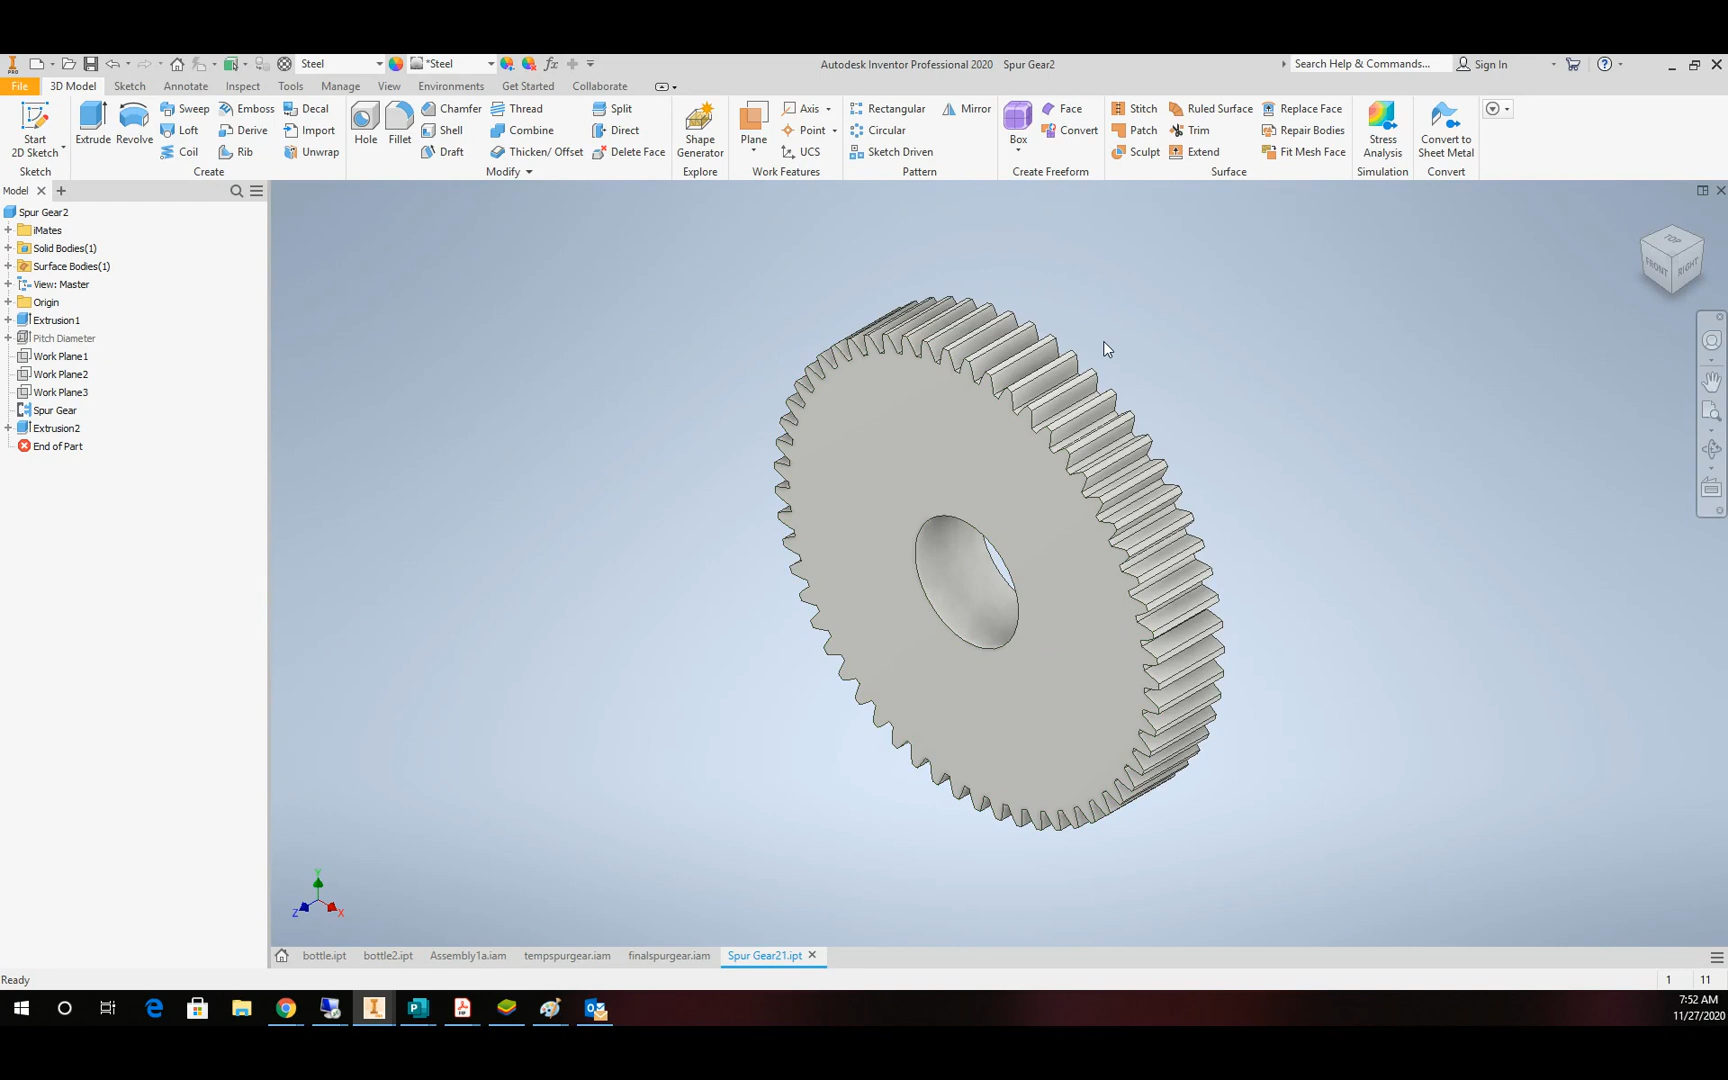 Steel
*Steel
Autodesk Inventor Professional 2020 Spur Gear2
Search Help & Commands...
Sign In
File
3D Model
Sketch
Annotate
Inspect
Tools
Manage
View
Environments
Get Started
Collaborate
Start
2D Sketch
Sketch
Extrude
Revolve
Sweep
Emboss
Decal
Loft
Derive
Import
Coil
Rib
Unwrap
Create
Hole
Fillet
Chamfer
Thread
Split
Shell
Combine
Direct
Draft
Thicken/ Offset
Delete Face
Modify
Shape
Generator
Explore
Plane
Axis
Point
UCS
Work Features
Rectangular
Mirror
Circular
Sketch Driven
Pattern
Box
Face
Convert
Create Freeform
Stitch
Ruled Surface
Replace Face
Patch
Trim
Repair Bodies
Sculpt
Extend
Fit Mesh Face
Surface
Stress
Analysis
Simulation
Convert to
Sheet Metal
Convert
Model
Spur Gear2
iMates
Solid Bodies(1)
Surface Bodies(1)
View: Master
Origin
Extrusion1
Pitch Diameter
Work Plane1
Work Plane2
Work Plane3
Spur Gear
Extrusion2
End of Part
TOP
FRONT
RIGHT
Y
Z
X
bottle.ipt
bottle2.ipt
Assembly1a.iam
tempspurgear.iam
finalspurgear.iam
Spur Gear21.ipt
Ready
1
11
7:52 AM
11/27/2020